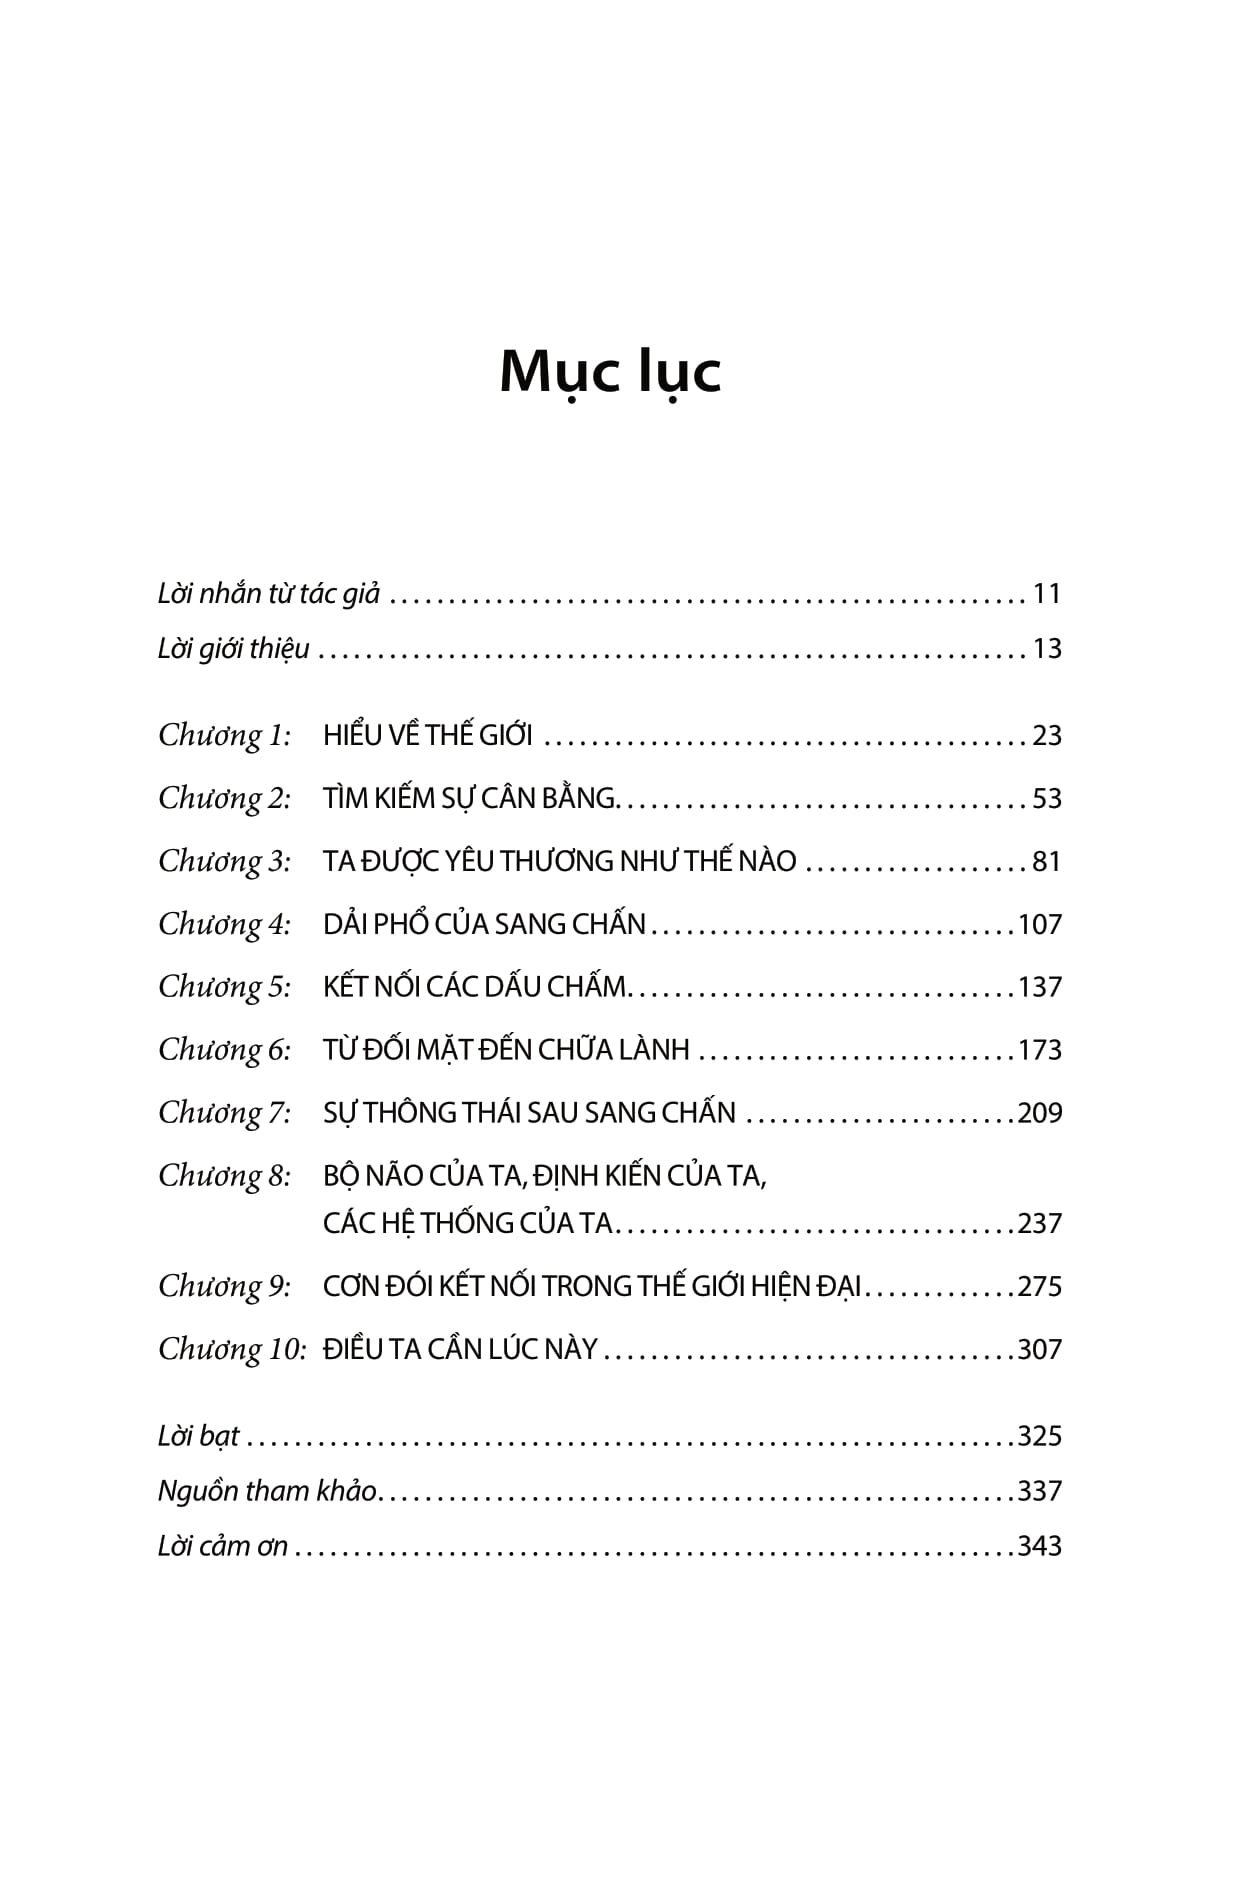 Mục lục
Lời nhắn từ tác giả ..................................................... 11
Lời giới thiệu ........................................................... 13
Chương 1: HIỂU VỀ THẾ GIỚI ........................................ 23
Chương 2: TÌM KIẾM SỰ CÂN BẰNG.................................. 53
Chương 3: TA ĐƯỢC YÊU THƯƠNG NHƯ THẾ NÀO ................... 81
Chương 4: DẢI PHỔ CỦA SANG CHẤN...............................107
Chương 5: KẾT NỐI CÁC DẤU CHẤM.................................137
Chương 6: TỪ ĐỐI MẶT ĐẾN CHỮA LÀNH ...........................173
Chương 7: SỰ THÔNG THÁI SAU SANG CHẤN .......................209
Chương 8: BỘ NÃO CỦA TA, ĐỊNH KIẾN CỦA TA,
CÁC HỆ THỐNG CỦA TA..................................237
Chương 9: CƠN ĐÓI KẾT NỐI TRONG THẾ GIỚI HIỆN ĐẠI.............275
Chương 10: ĐIỀU TA CẦN LÚC NÀY...................................307
Lời bạt.................................................................325
Nguồn tham khảo......................................................337
Lời cảm ơn.............................................................343